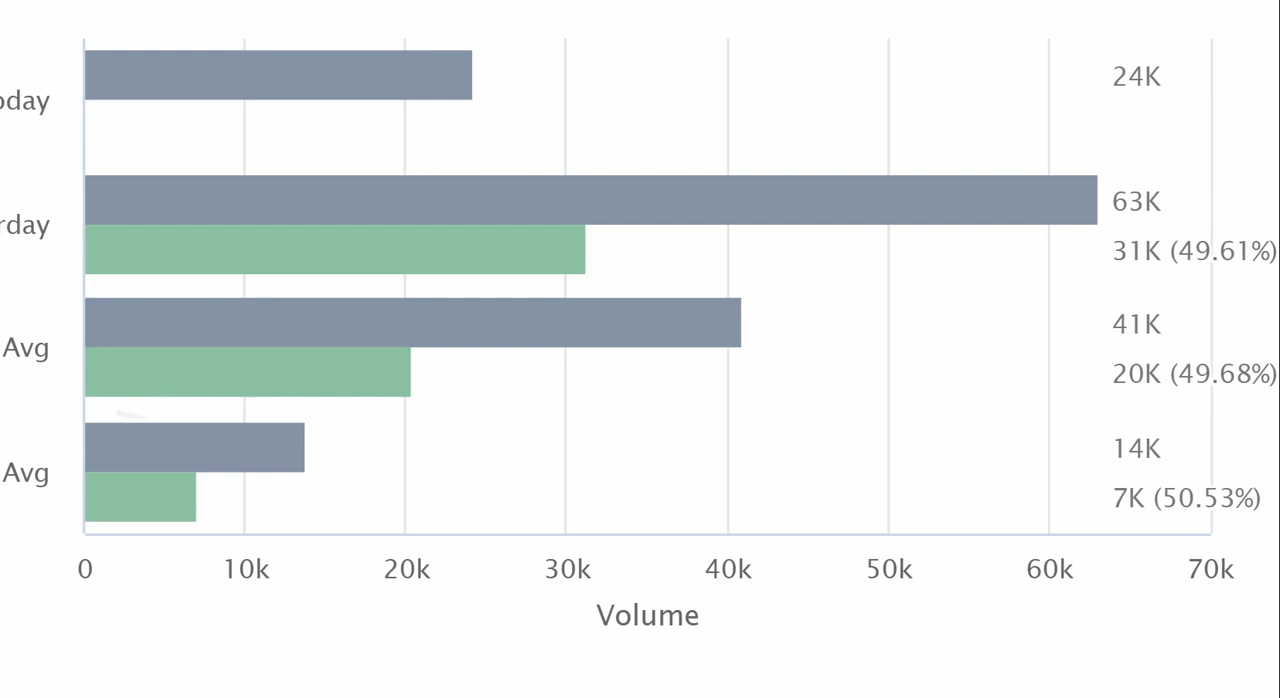 oday 24K
rday 63K
31K (49.61%)
Avg 41K
20K (49.68%)
Avg 14K
7K (50.53%)
0 10k 20k 30k 40k 50k 60k 70k
Volume